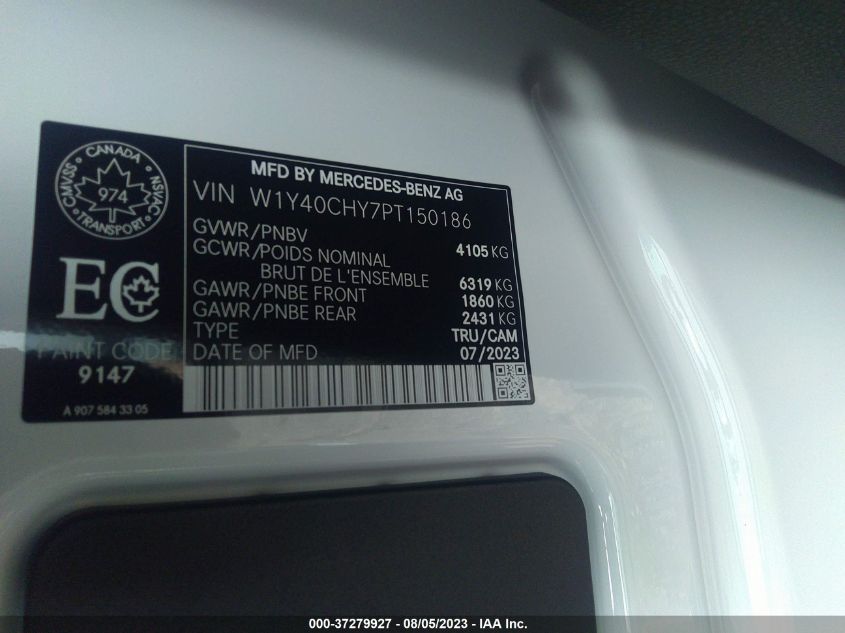 CANADA
CMVSS
974
NSVAC
TRANSPORT
EC
PAINT CODE
9147
A 907 584 33 05
MFD BY MERCEDES-BENZ AG
VIN W1Y40CHY7PT150186
GVWR/PNBV 4105 KG
GCWR/POIDS NOMINAL
BRUT DE L'ENSEMBLE 6319 KG
GAWR/PNBE FRONT 1860 KG
GAWR/PNBE REAR 2431 KG
TYPE TRU/CAM
DATE OF MFD 07/2023
000-37279927 - 08/05/2023 - IAA Inc.